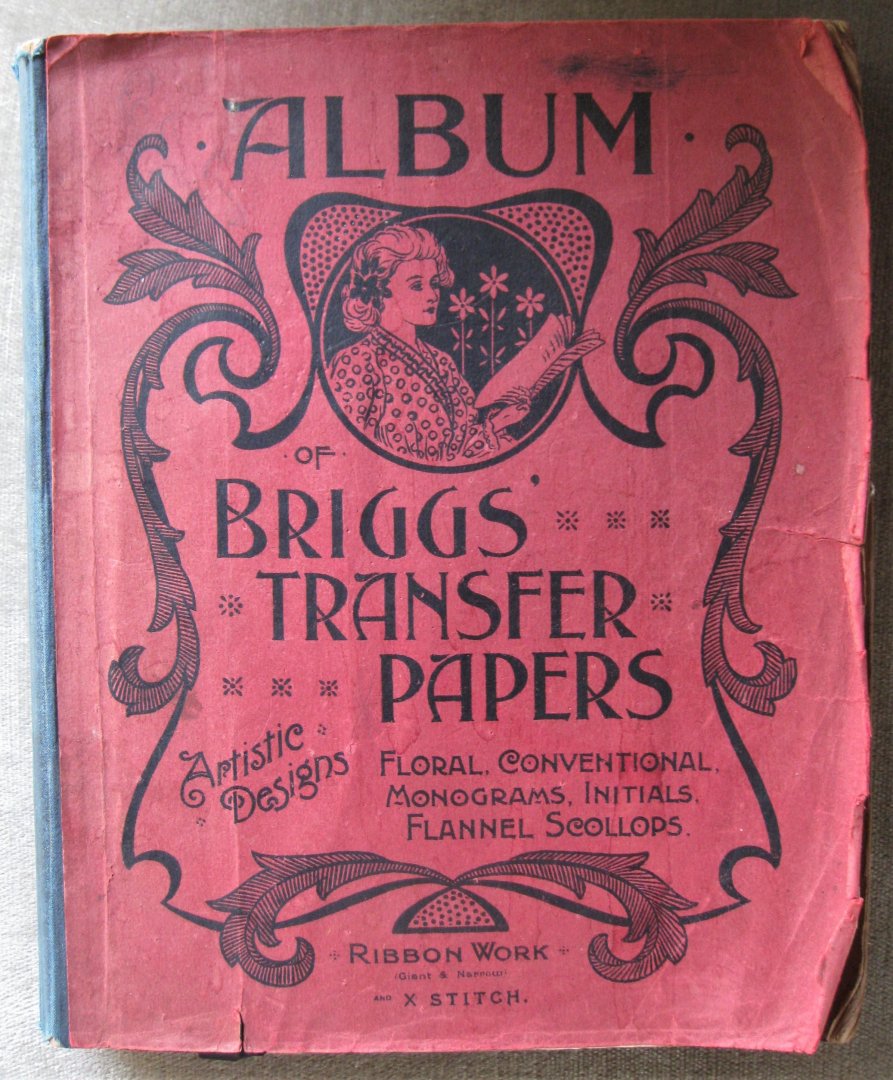 ALBUM
OF
BRIGGS'
TRANSFER
PAPERS
Artistic
Designs
FLORAL, CONVENTIONAL,
MONOGRAMS, INITIALS,
FLANNEL SCOLLOPS.
RIBBON WORK
(Giant & Narrow)
AND X STITCH.